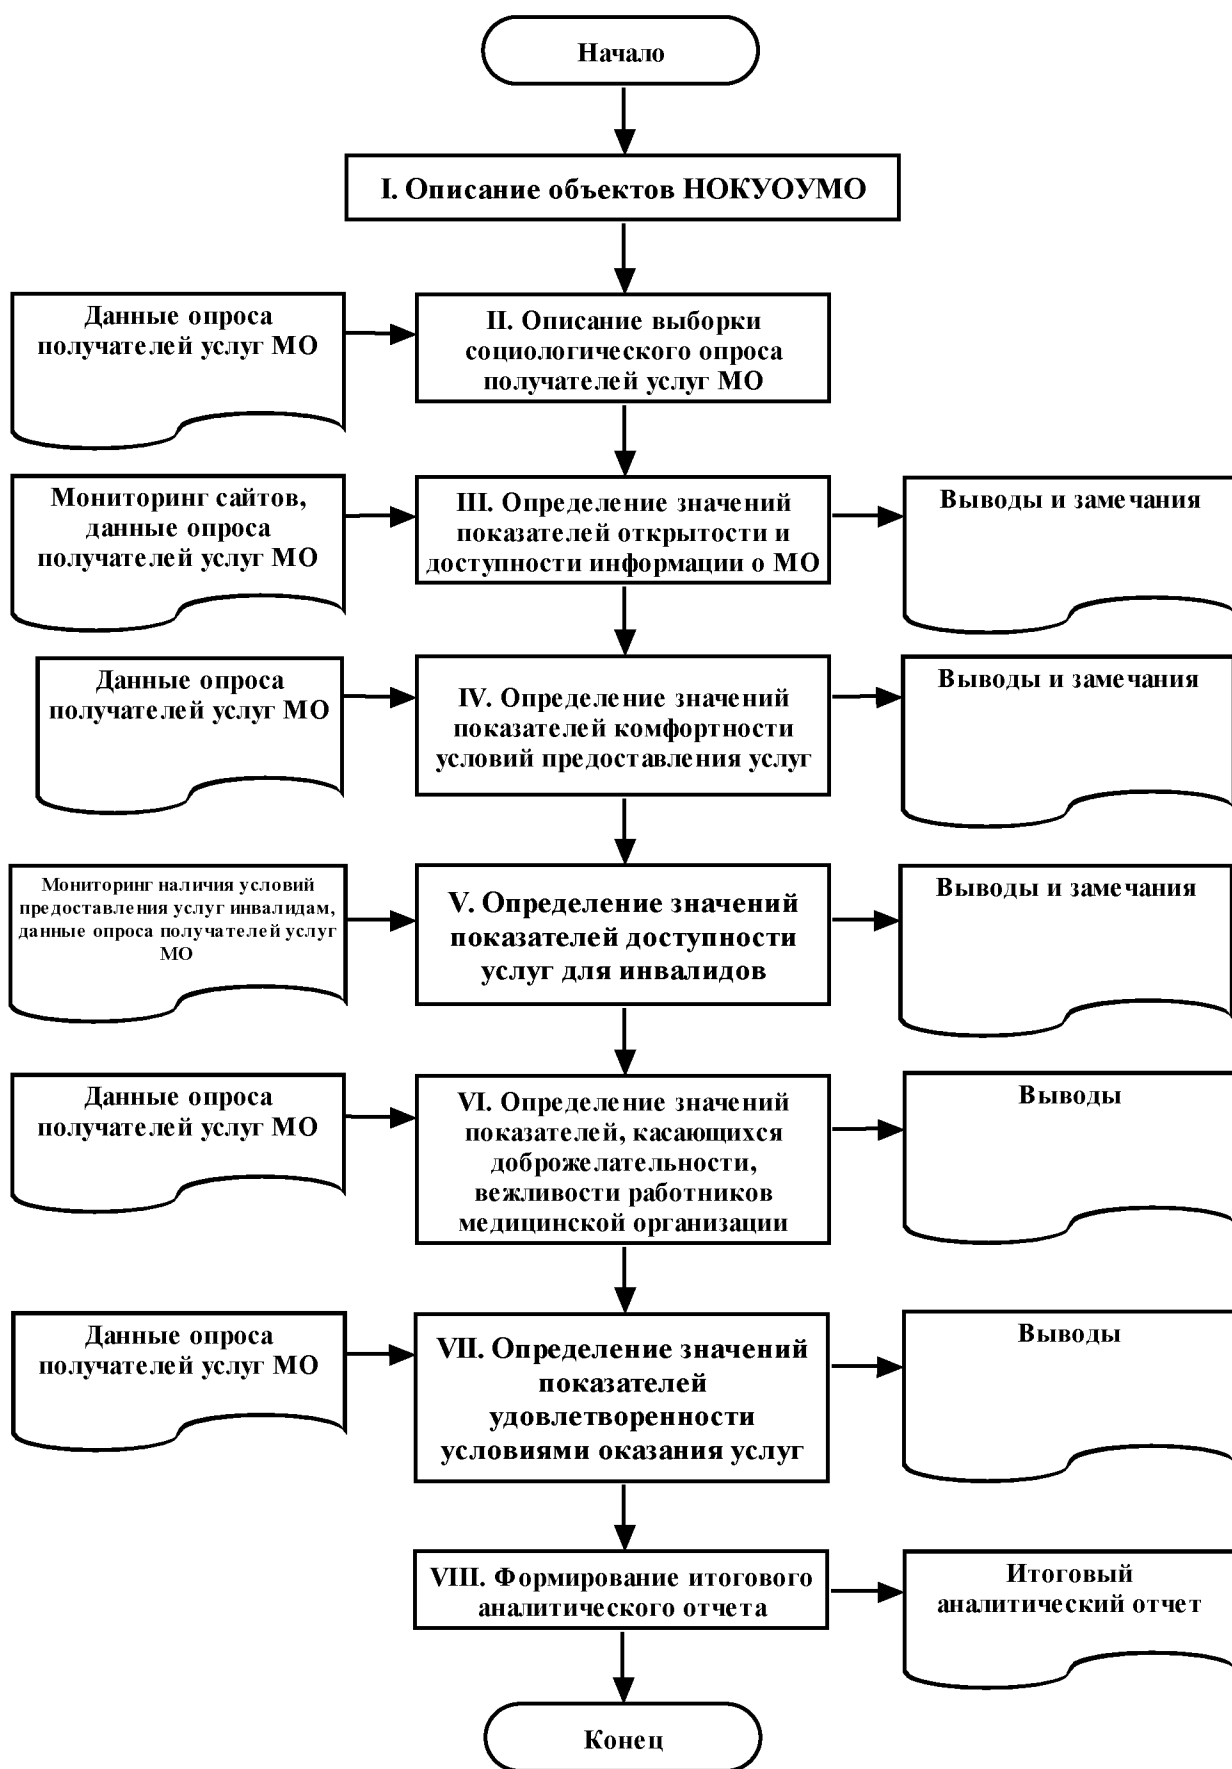 Начало
I. Описание объектов НОКУОУМО
Данные опроса
получателей услуг МО
II. Описание выборки
социологического опроса
получателей услуг МО
Мониторинг сайтов,
данные опроса
получателей услуг МО
III. Определение значений
показателей открытости и
доступности информации о МО
Выводы и замечания
Данные опроса
получателей услуг МО
IV. Определение значений
показателей комфортности
условий предоставления услуг
Выводы и замечания
Мониторинг наличия условий
предоставления услуг инвалидам,
данные опроса получателей услуг
МО
V. Определение значений
показателей доступности
услуг для инвалидов
Выводы и замечания
Данные опроса
получателей услуг МО
VI. Определение значений
показателей, касающихся
доброжелательности,
вежливости работников
медицинской организации
Выводы
Данные опроса
получателей услуг МО
VII. Определение значений
показателей
удовлетворенности
условиями оказания услуг
Выводы
VIII. Формирование итогового
аналитического отчета
Итоговый
аналитический отчет
Конец